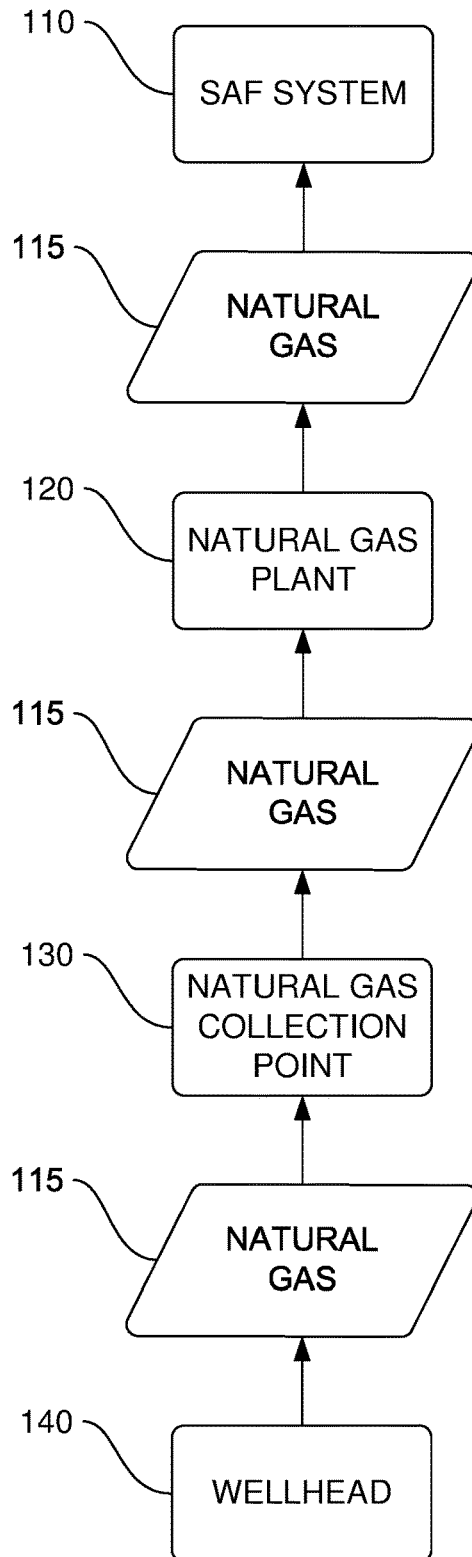 110
SAF SYSTEM
115
NATURAL
GAS
120
NATURAL GAS
PLANT
115
NATURAL
GAS
130
NATURAL GAS
COLLECTION
POINT
115
NATURAL
GAS
140
WELLHEAD